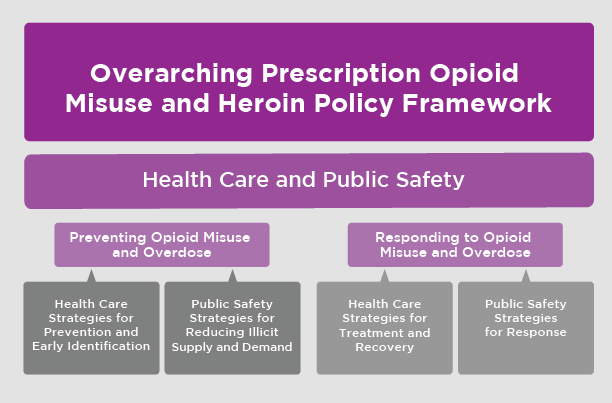 Overarching Prescription Opioid
Misuse and Heroin Policy Framework
Health Care and Public Safety
Preventing Opioid Misuse
and Overdose
Responding to Opioid
Misuse and Overdose
Health Care
Strategies for
Prevention and
Early Identification
Public Safety
Strategies for
Reducing Illicit
Supply and Demand
Health Care
Strategies for
Treatment and
Recovery
Public Safety
Strategies
for Response